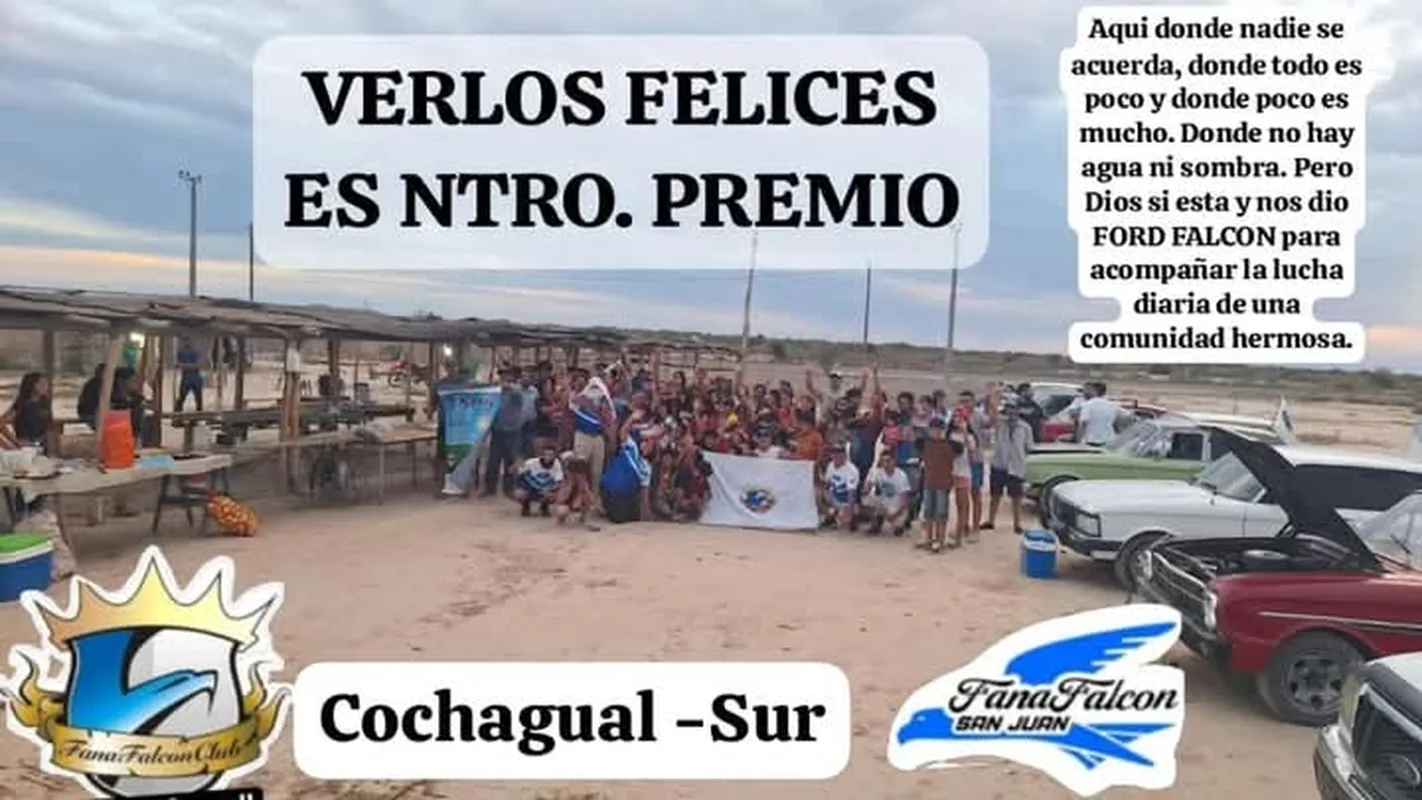 VERLOS FELICES
ES NTRO. PREMIO
Aqui donde nadie se
acuerda, donde todo es
poco y donde poco es
mucho. Donde no hay
agua ni sombra. Pero
Dios si esta y nos dio
FORD FALCON para
acompañar la lucha
diaria de una
comunidad hermosa.
FanaFalconClub
Cochagual -Sur
FanaFalcon
SAN JUAN